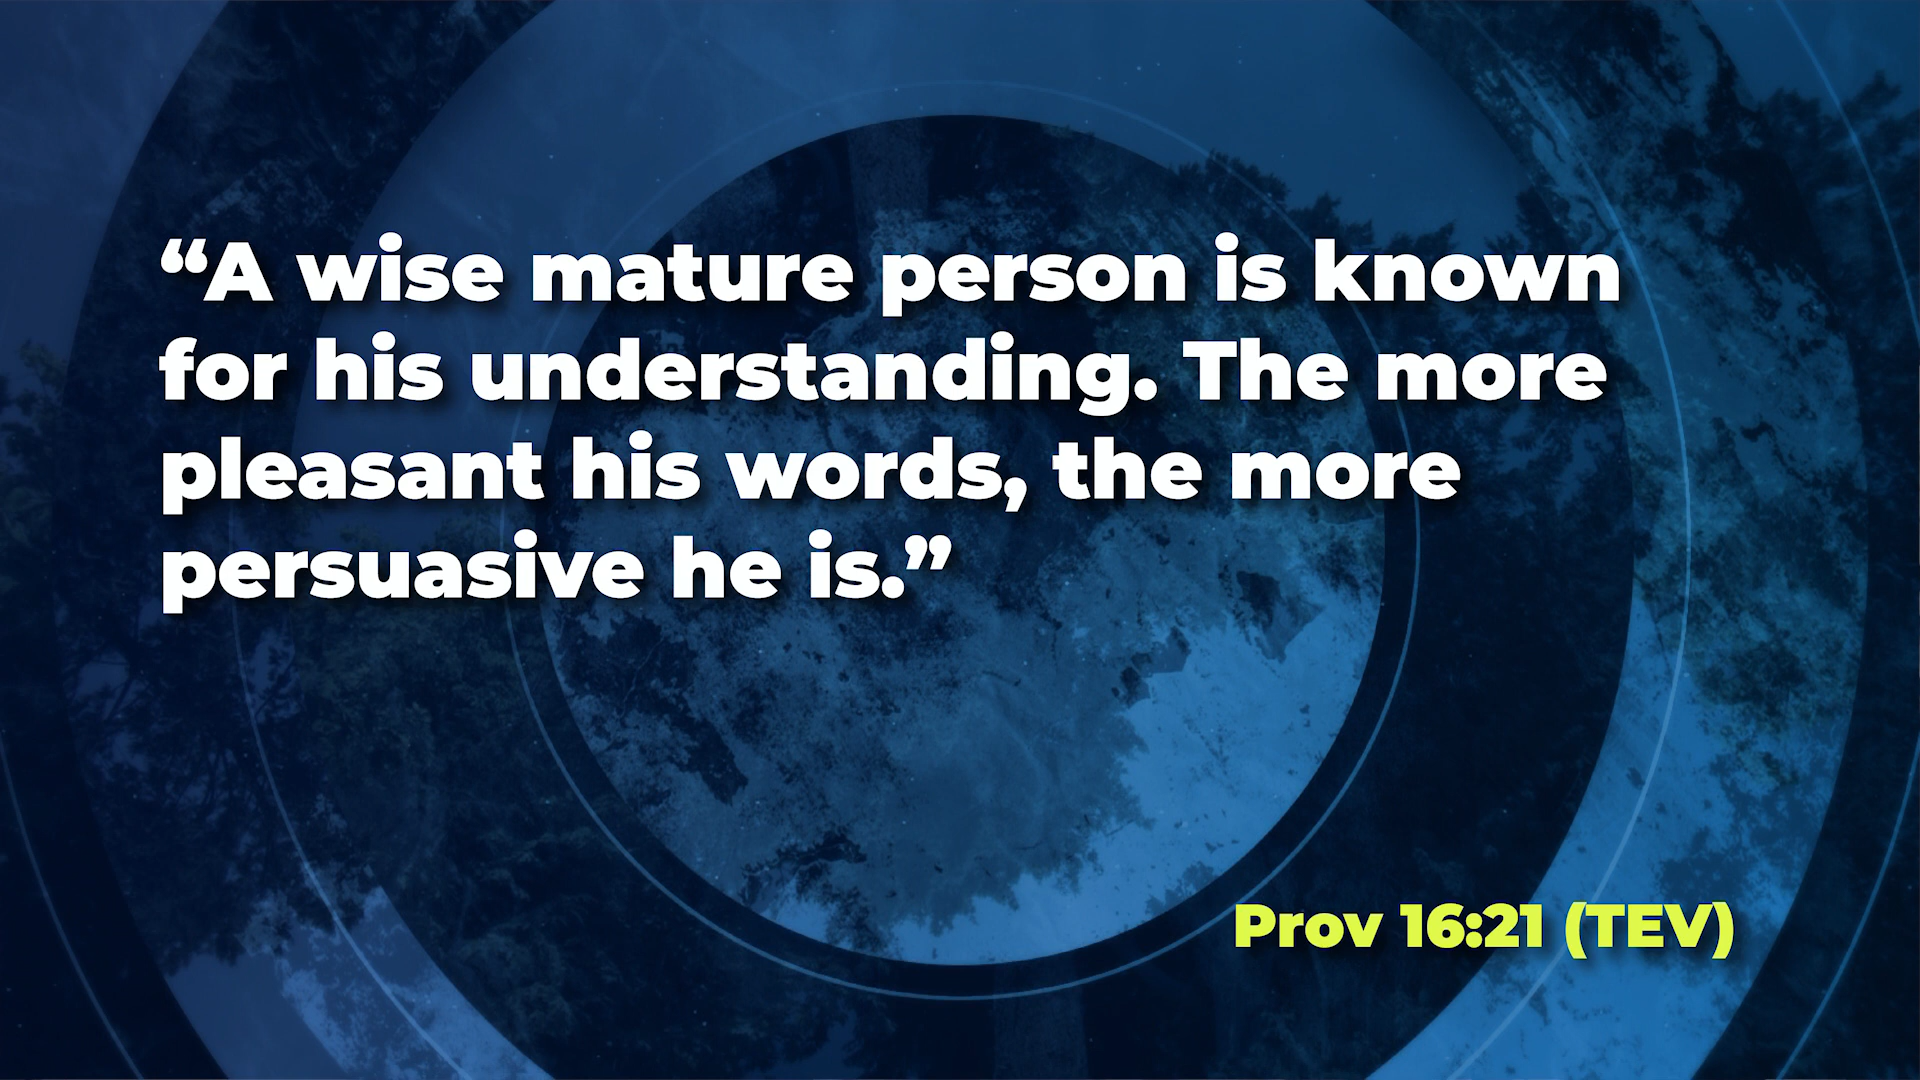 “A wise mature person is known
for his understanding. The more
pleasant his words, the more
persuasive he is.”
Prov 16:21 (TEV)